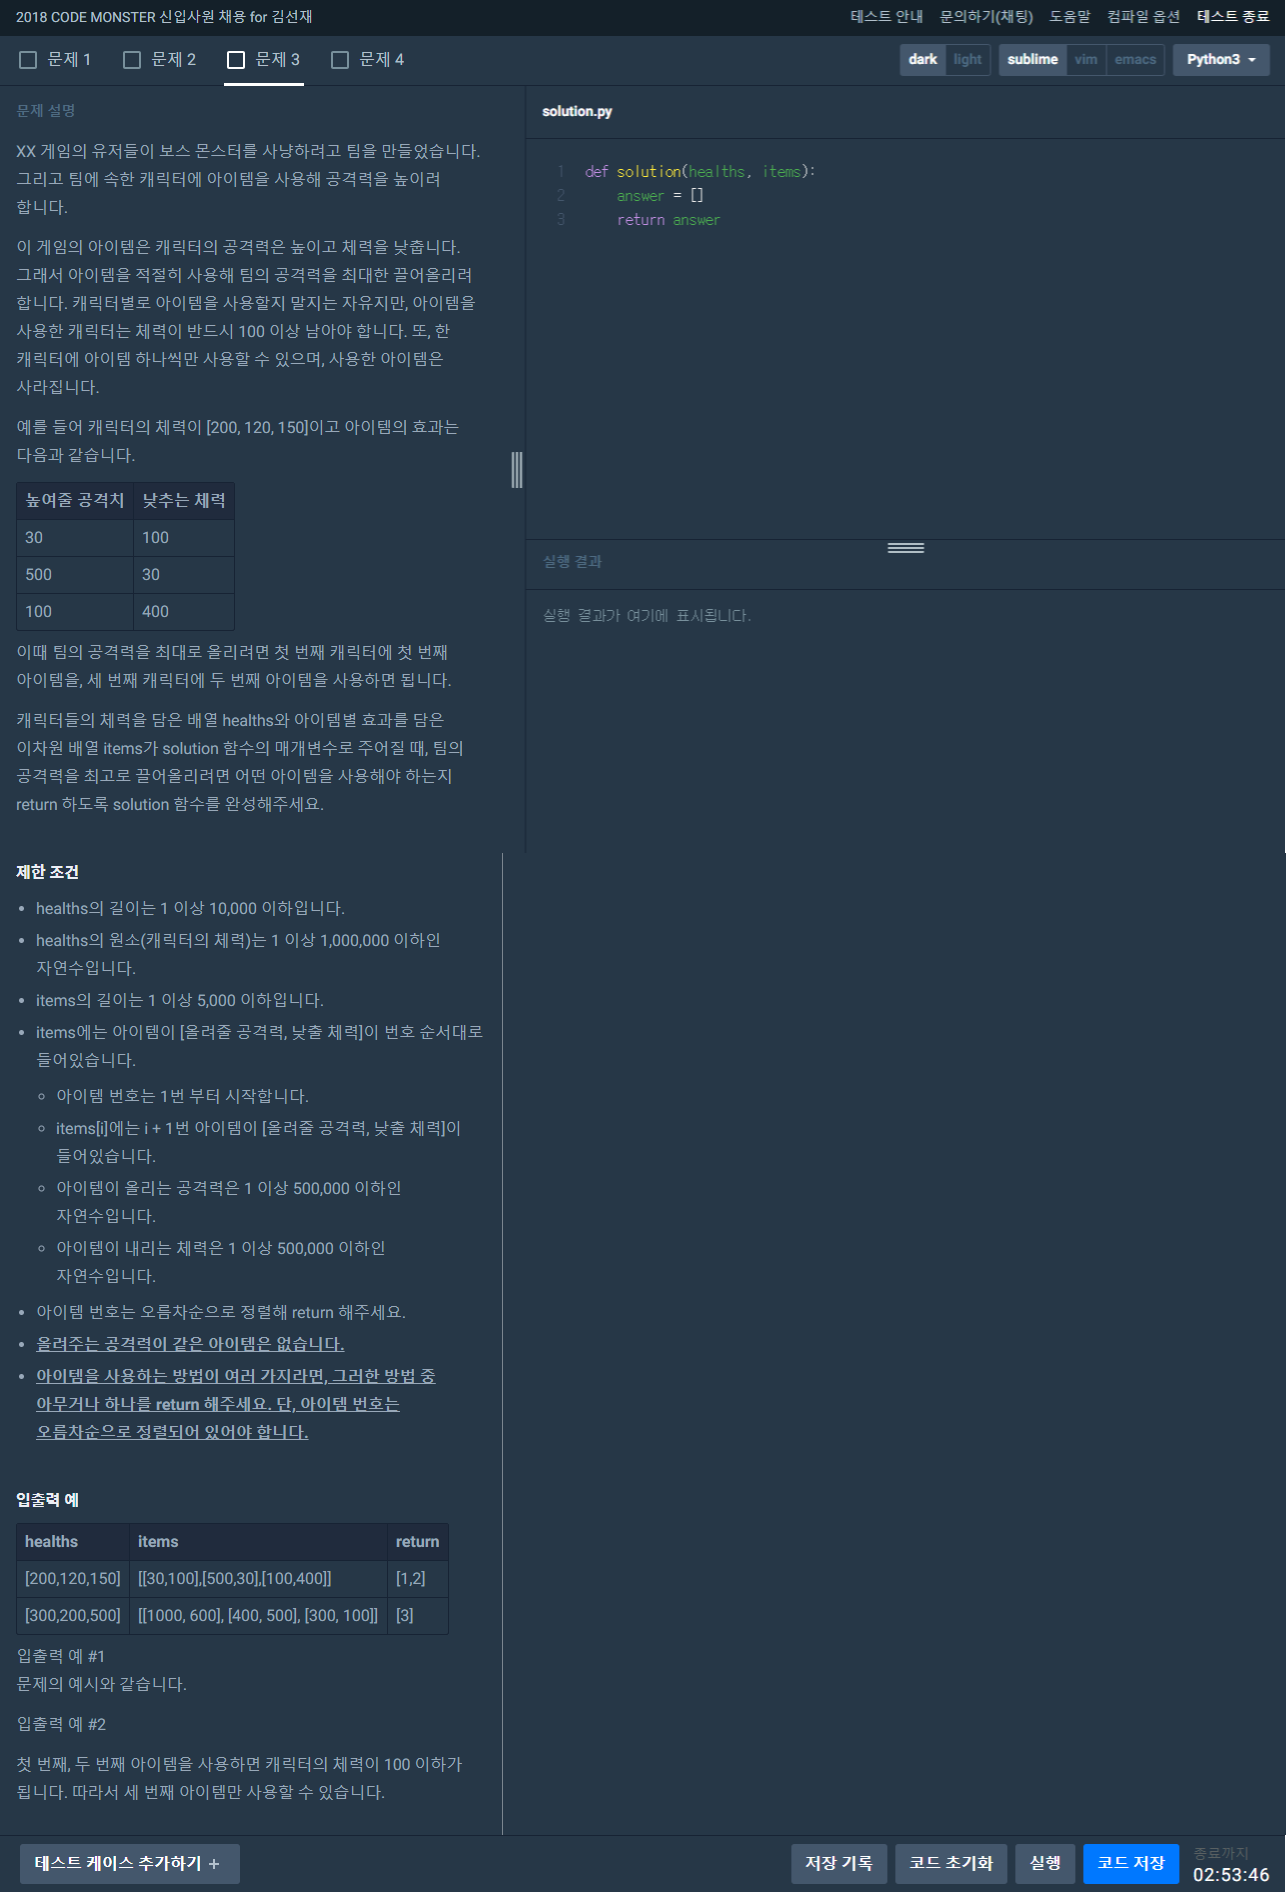 2018 CODE MONSTER 신입사원 채용 for 김선재
테스트 안내 문의하기(채팅) 도움말 컴파일 옵션 테스트 종료
문제 1 문제 2 문제 3 문제 4
dark light sublime vim emacs Python3
문제 설명
XX 게임의 유저들이 보스 몬스터를 사냥하려고 팀을 만들었습니다.
그리고 팀에 속한 캐릭터에 아이템을 사용해 공격력을 높이려
합니다.
이 게임의 아이템은 캐릭터의 공격력은 높이고 체력을 낮춥니다.
그래서 아이템을 적절히 사용해 팀의 공격력을 최대한 끌어올리려
합니다. 캐릭터별로 아이템을 사용할지 말지는 자유지만, 아이템을
사용한 캐릭터는 체력이 반드시 100 이상 남아야 합니다. 또, 한
캐릭터에 아이템 하나씩만 사용할 수 있으며, 사용한 아이템은
사라집니다.
예를 들어 캐릭터의 체력이 [200, 120, 150]이고 아이템의 효과는
다음과 같습니다.
높여줄 공격치 낮추는 체력
30 100
500 30
100 400
이때 팀의 공격력을 최대로 올리려면 첫 번째 캐릭터에 첫 번째
아이템을, 세 번째 캐릭터에 두 번째 아이템을 사용하면 됩니다.
캐릭터들의 체력을 담은 배열 healths와 아이템별 효과를 담은
이차원 배열 items가 solution 함수의 매개변수로 주어질 때, 팀의
공격력을 최고로 끌어올리려면 어떤 아이템을 사용해야 하는지
return 하도록 solution 함수를 완성해주세요.
제한 조건
• healths의 길이는 1 이상 10,000 이하입니다.
• healths의 원소(캐릭터의 체력)는 1 이상 1,000,000 이하인
자연수입니다.
• items의 길이는 1 이상 5,000 이하입니다.
• items에는 아이템이 [올려줄 공격력, 낮출 체력]이 번호 순서대로
들어있습니다.
◦ 아이템 번호는 1번 부터 시작합니다.
◦ items[i]에는 i + 1번 아이템이 [올려줄 공격력, 낮출 체력]이
들어있습니다.
◦ 아이템이 올리는 공격력은 1 이상 500,000 이하인
자연수입니다.
◦ 아이템이 내리는 체력은 1 이상 500,000 이하인
자연수입니다.
• 아이템 번호는 오름차순으로 정렬해 return 해주세요.
• 올려주는 공격력이 같은 아이템은 없습니다.
• 아이템을 사용하는 방법이 여러 가지라면, 그러한 방법 중
아무거나 하나를 return 해주세요. 단, 아이템 번호는
오름차순으로 정렬되어 있어야 합니다.
입출력 예
healths items return
[200,120,150] [[30,100],[500,30],[100,400]] [1,2]
[300,200,500] [[1000, 600], [400, 500], [300, 100]] [3]
입출력 예 #1
문제의 예시와 같습니다.
입출력 예 #2
첫 번째, 두 번째 아이템을 사용하면 캐릭터의 체력이 100 이하가
됩니다. 따라서 세 번째 아이템만 사용할 수 있습니다.
solution.py
1 def solution(healths, items):
2     answer = []
3     return answer
실행 결과
실행 결과가 여기에 표시됩니다.
테스트 케이스 추가하기 +
저장 기록 코드 초기화 실행 코드 저장
종료까지
02:53:46